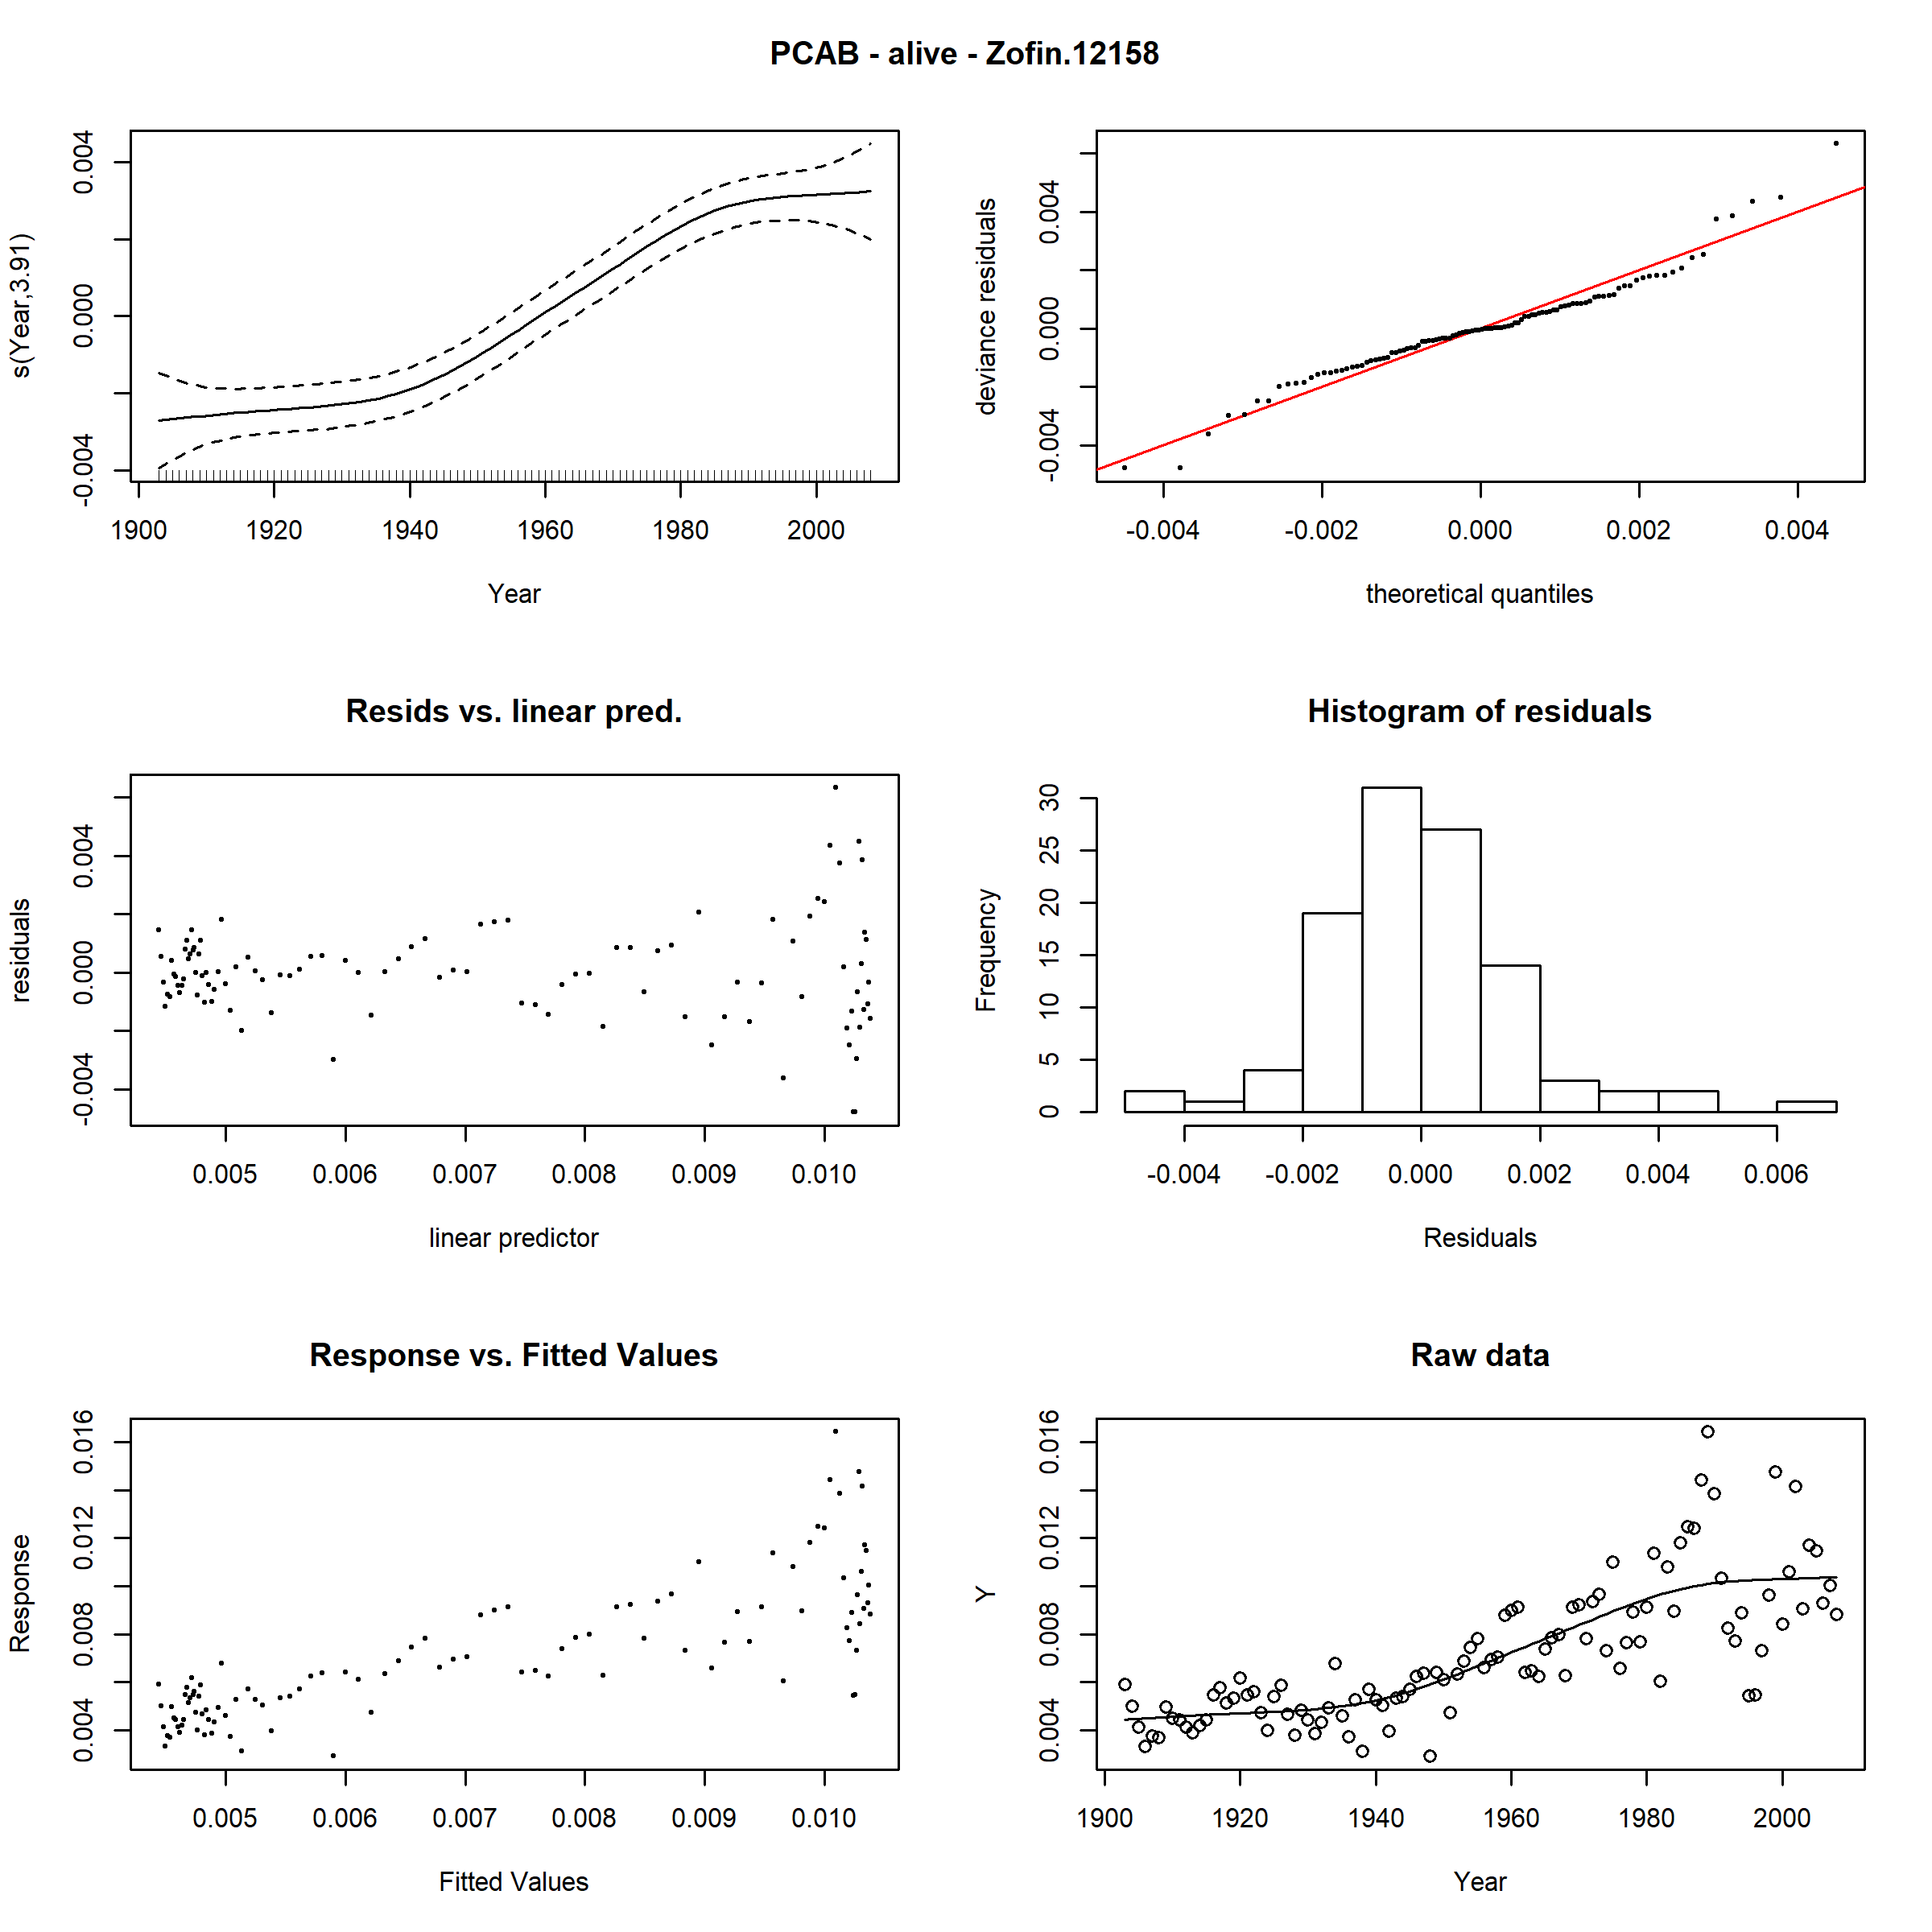 PCAB - alive - Zofin.12158
s(Year,3.91)
-0.004 0.000 0.004
1900 1920 1940 1960 1980 2000
Year
deviance residuals
-0.004 0.000 0.004
-0.004 -0.002 0.000 0.002 0.004
theoretical quantiles
Resids vs. linear pred.
residuals
-0.004 0.000 0.004
0.005 0.006 0.007 0.008 0.009 0.010
linear predictor
Histogram of residuals
Frequency
0 5 10 15 20 25 30
-0.004 -0.002 0.000 0.002 0.004 0.006
Residuals
Response vs. Fitted Values
Response
0.004 0.008 0.012 0.016
0.005 0.006 0.007 0.008 0.009 0.010
Fitted Values
Raw data
Y
0.004 0.008 0.012 0.016
1900 1920 1940 1960 1980 2000
Year